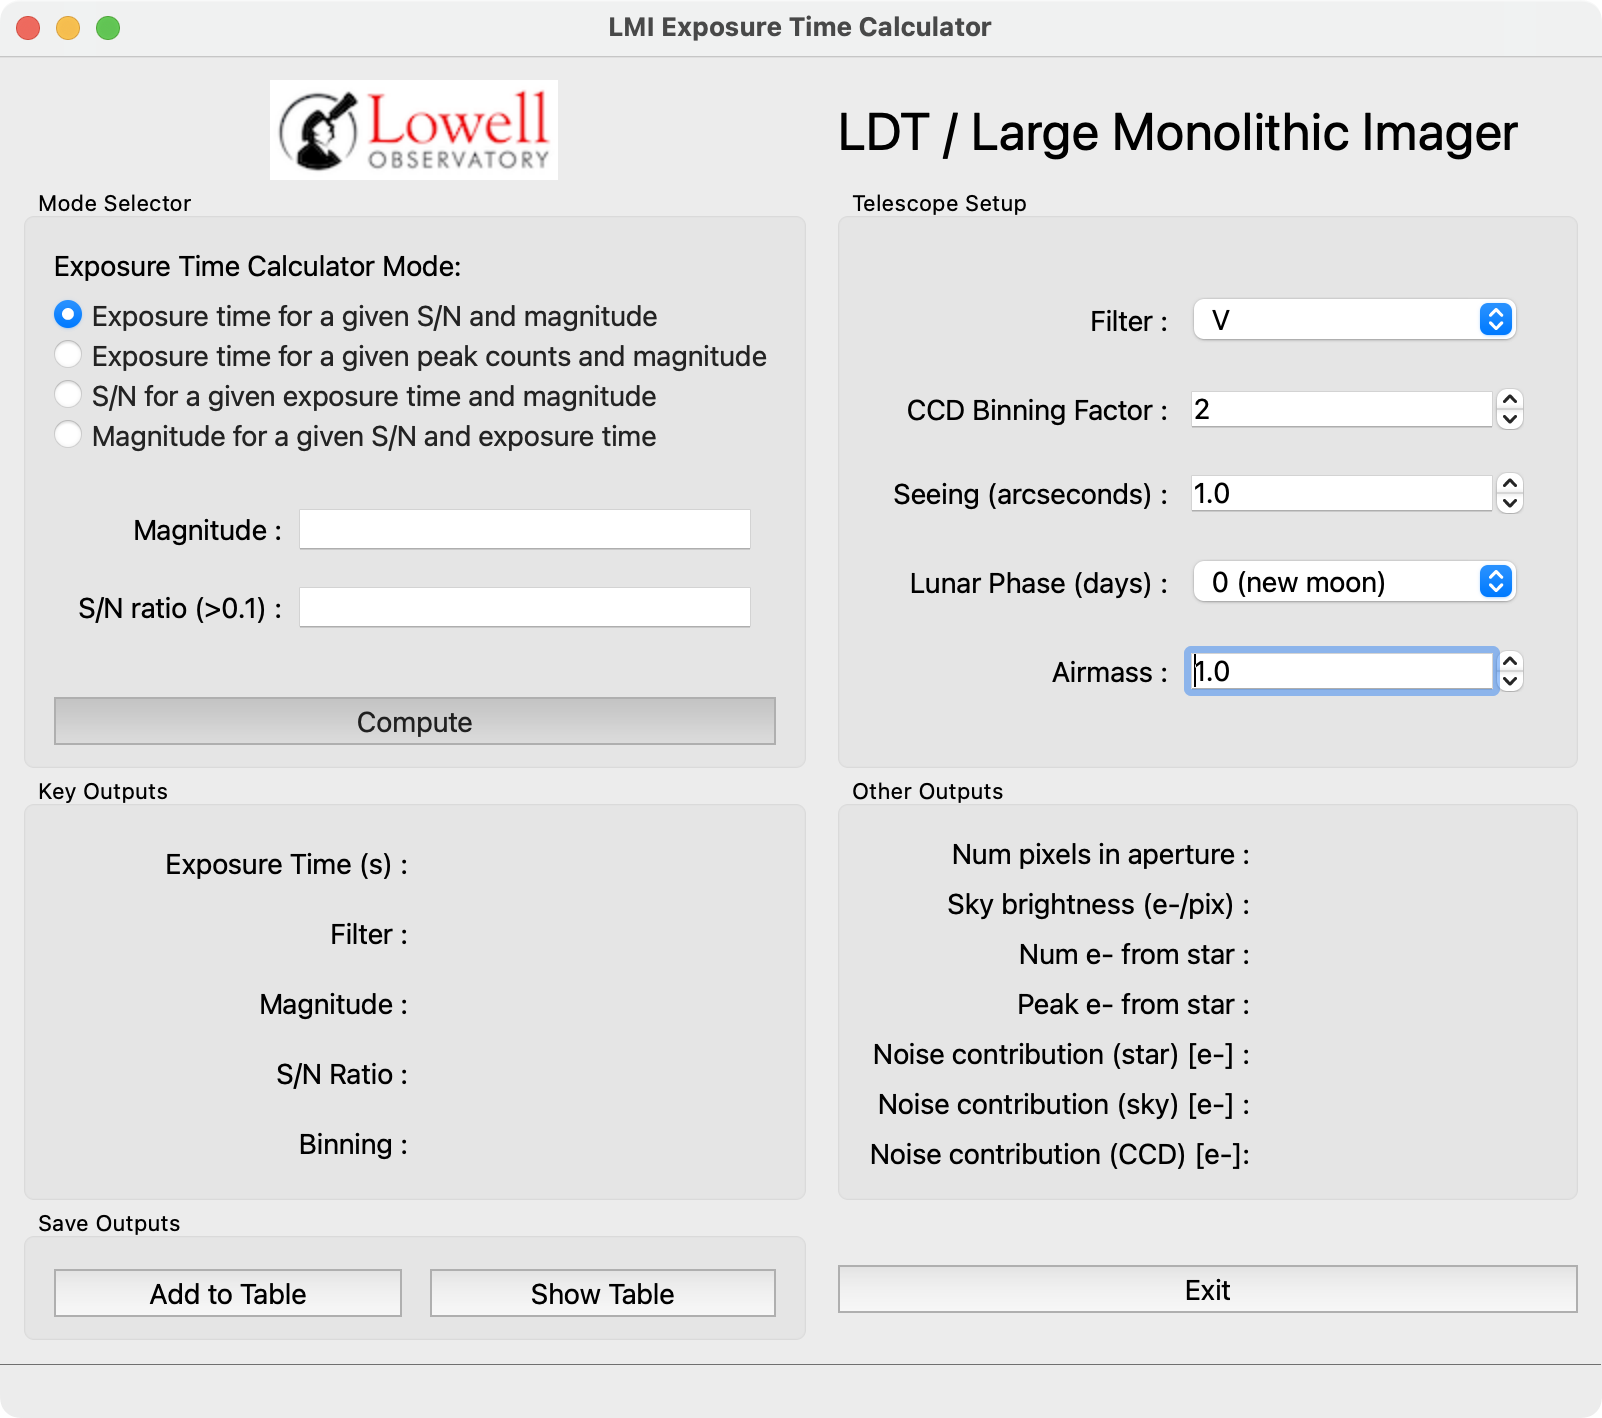 LMI Exposure Time Calculator
Lowell
OBSERVATORY
LDT / Large Monolithic Imager
Mode Selector
Exposure Time Calculator Mode:
Exposure time for a given S/N and magnitude
Exposure time for a given peak counts and magnitude
S/N for a given exposure time and magnitude
Magnitude for a given S/N and exposure time
Magnitude :
S/N ratio (>0.1) :
Compute
Telescope Setup
Filter : V
CCD Binning Factor : 2
Seeing (arcseconds) : 1.0
Lunar Phase (days) : 0 (new moon)
Airmass : 1.0
Key Outputs
Exposure Time (s) :
Filter :
Magnitude :
S/N Ratio :
Binning :
Other Outputs
Num pixels in aperture :
Sky brightness (e-/pix) :
Num e- from star :
Peak e- from star :
Noise contribution (star) [e-] :
Noise contribution (sky) [e-] :
Noise contribution (CCD) [e-]:
Save Outputs
Add to Table
Show Table
Exit